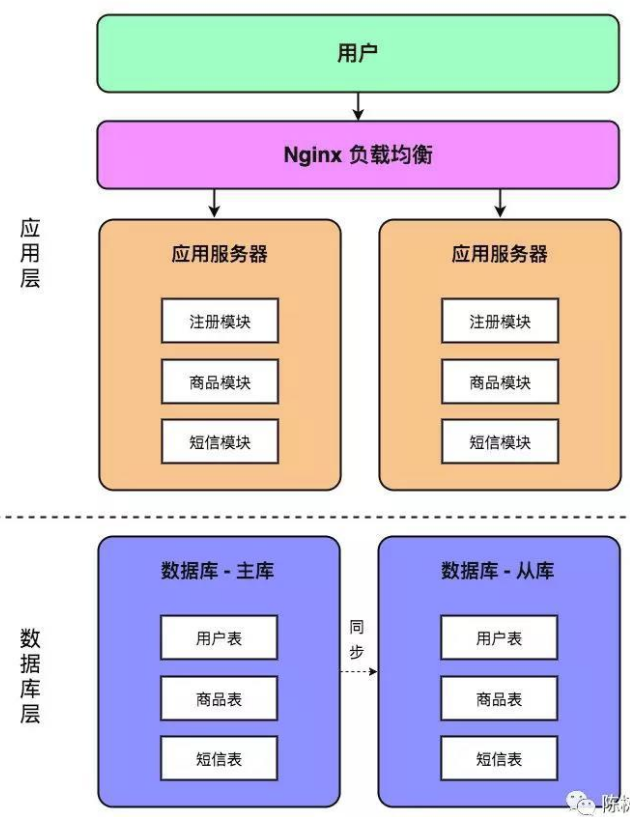 用户
Nginx 负载均衡
应用层
应用服务器
注册模块
商品模块
短信模块
应用服务器
注册模块
商品模块
短信模块
数据库层
数据库 - 主库
用户表
商品表
短信表
同步
数据库 - 从库
用户表
商品表
短信表
陈